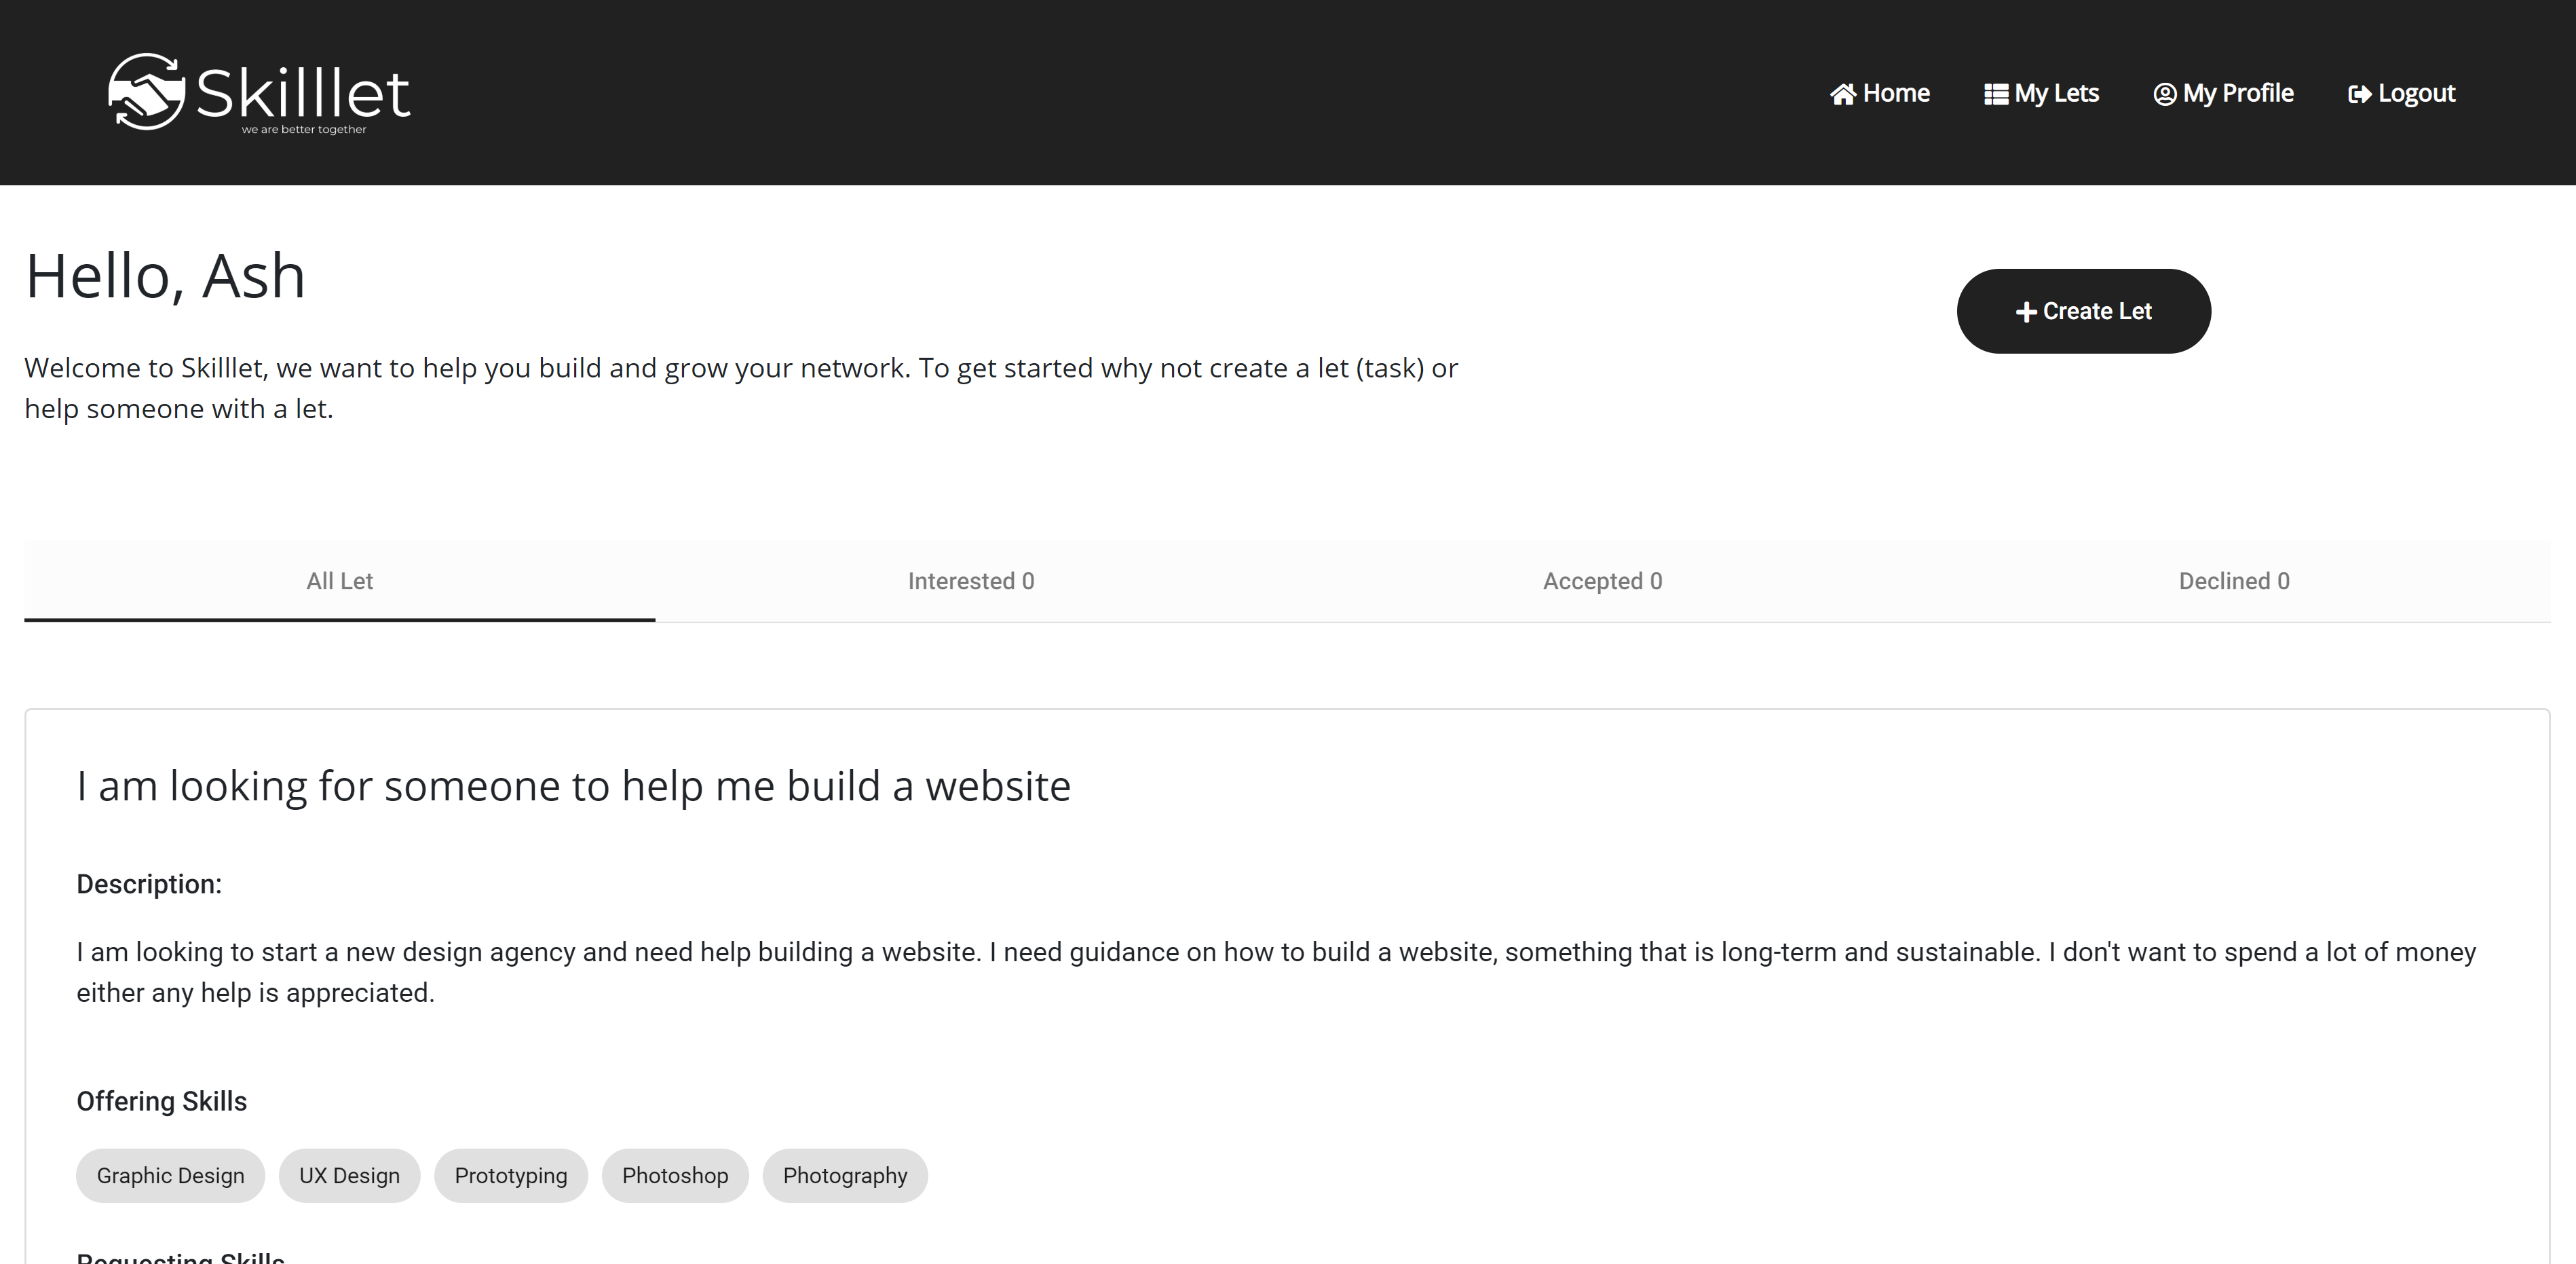 Skilllet
we are better together
Home My Lets My Profile Logout
Hello, Ash
Create Let
Welcome to Skilllet, we want to help you build and grow your network. To get started why not create a let (task) or
help someone with a let.
All Let Interested 0 Accepted 0 Declined 0
I am looking for someone to help me build a website
Description:
I am looking to start a new design agency and need help building a website. I need guidance on how to build a website, something that is long-term and sustainable. I don't want to spend a lot of money
either any help is appreciated.
Offering Skills
Graphic Design UX Design Prototyping Photoshop Photography
Requesting Skills